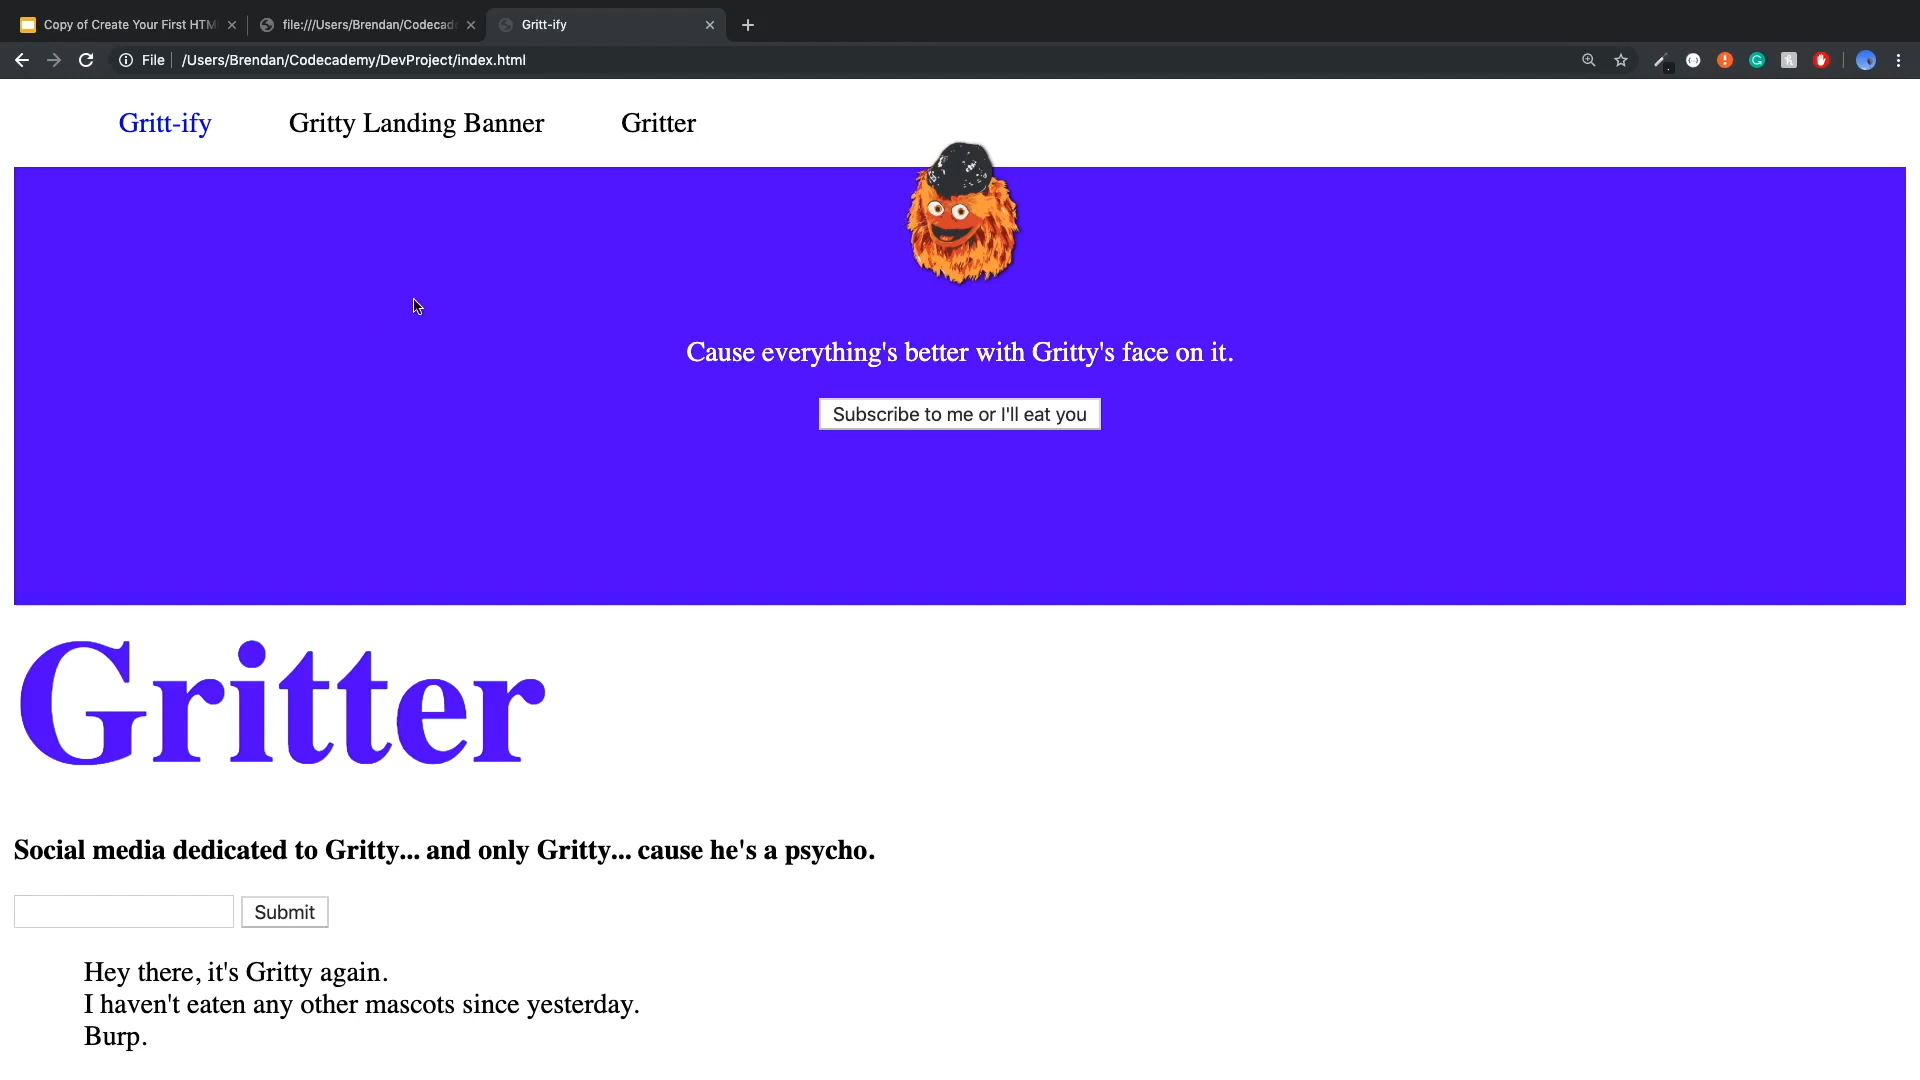 Copy of Create Your First HTM
file:///Users/Brendan/Codecad
Gritt-ify
File
/Users/Brendan/Codecademy/DevProject/index.html
Gritt-ify
Gritty Landing Banner
Gritter
Cause everything's better with Gritty's face on it.
Subscribe to me or I'll eat you
Gritter
Social media dedicated to Gritty... and only Gritty... cause he's a psycho.
Submit
Hey there, it's Gritty again.
I haven't eaten any other mascots since yesterday.
Burp.